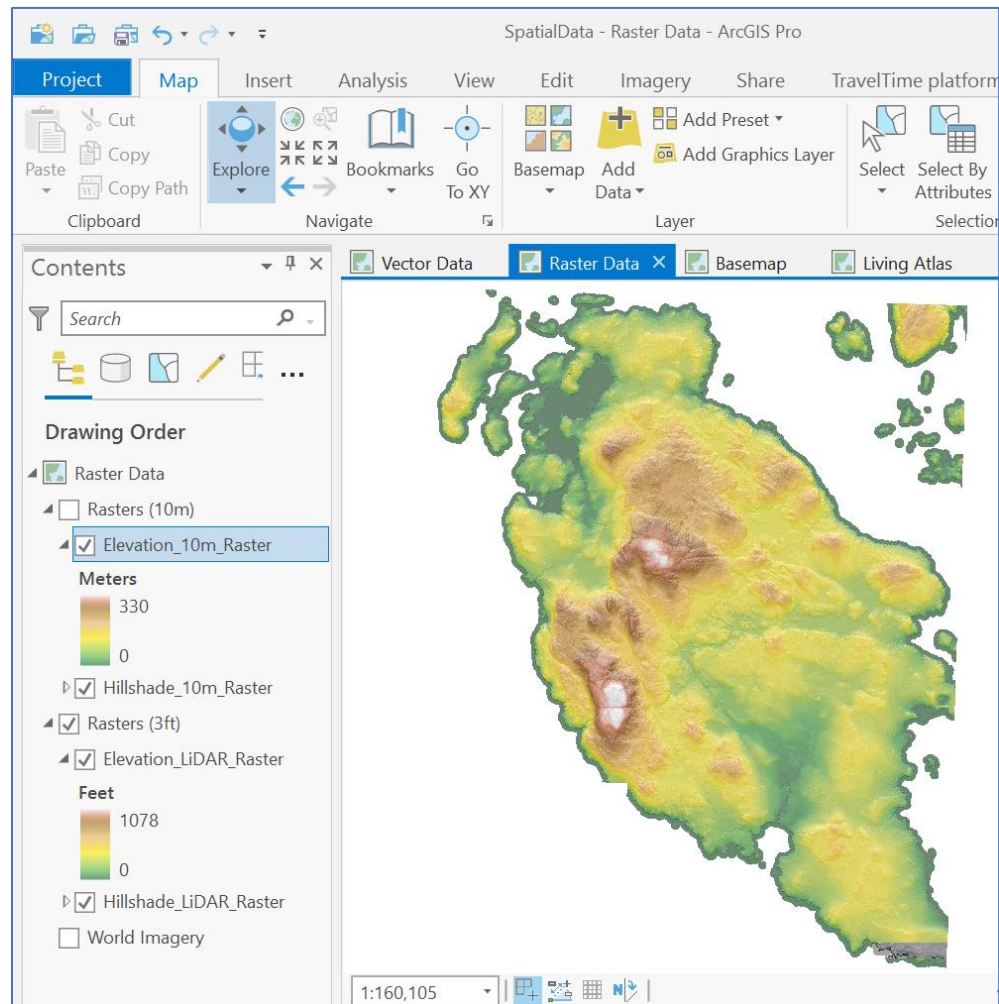 SpatialData - Raster Data - ArcGIS Pro
Project Map Insert Analysis View Edit Imagery Share TravelTime platform
Paste
Cut
Copy
Copy Path
Clipboard
Explore
Bookmarks
Go
To XY
Navigate
Basemap
Add
Data
Add Preset
Add Graphics Layer
Layer
Select
Select By
Attributes
Selection
Contents
Search
Drawing Order
Raster Data
Rasters (10m)
Elevation_10m_Raster
Meters
330
0
Hillshade_10m_Raster
Rasters (3ft)
Elevation_LiDAR_Raster
Feet
1078
0
Hillshade_LiDAR_Raster
World Imagery
Vector Data
Raster Data
Basemap
Living Atlas
1:160,105